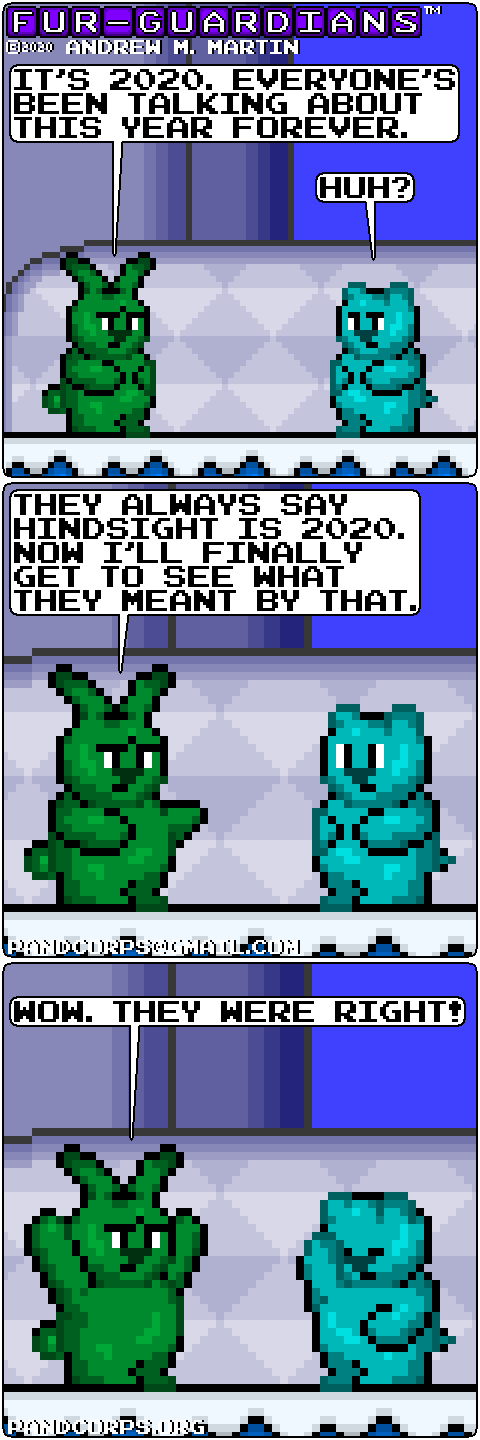 FUR-GUARDIANS™
©2020 ANDREW M. MARTIN
IT'S 2020. EVERYONE'S
BEEN TALKING ABOUT
THIS YEAR FOREVER.
HUH?
THEY ALWAYS SAY
HINDSIGHT IS 2020.
NOW I'LL FINALLY
GET TO SEE WHAT
THEY MEANT BY THAT.
RANDCORPS@GMAIL.COM
WOW. THEY WERE RIGHT!
RANDCORPS.ORG